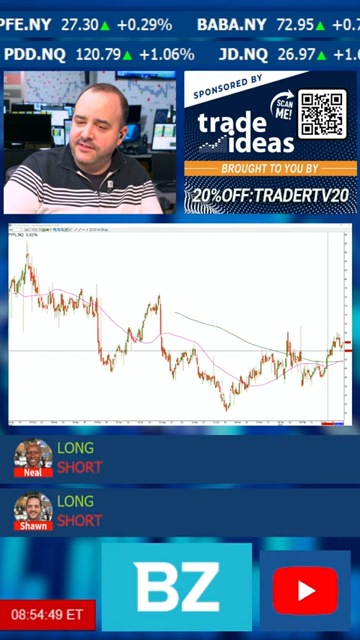 PFE.NY 27.30▲ +0.29% BABA.NY 72.95▲ +0.
PDD.NQ 120.79▲ +1.06% JD.NQ 26.97▲ +1.
SPONSORED BY
SCAN ME!
trade ideas
BROUGHT TO YOU BY
20%OFF:TRADERTV20
LONG
SHORT
Neal
LONG
SHORT
Shawn
BZ
08:54:49 ET